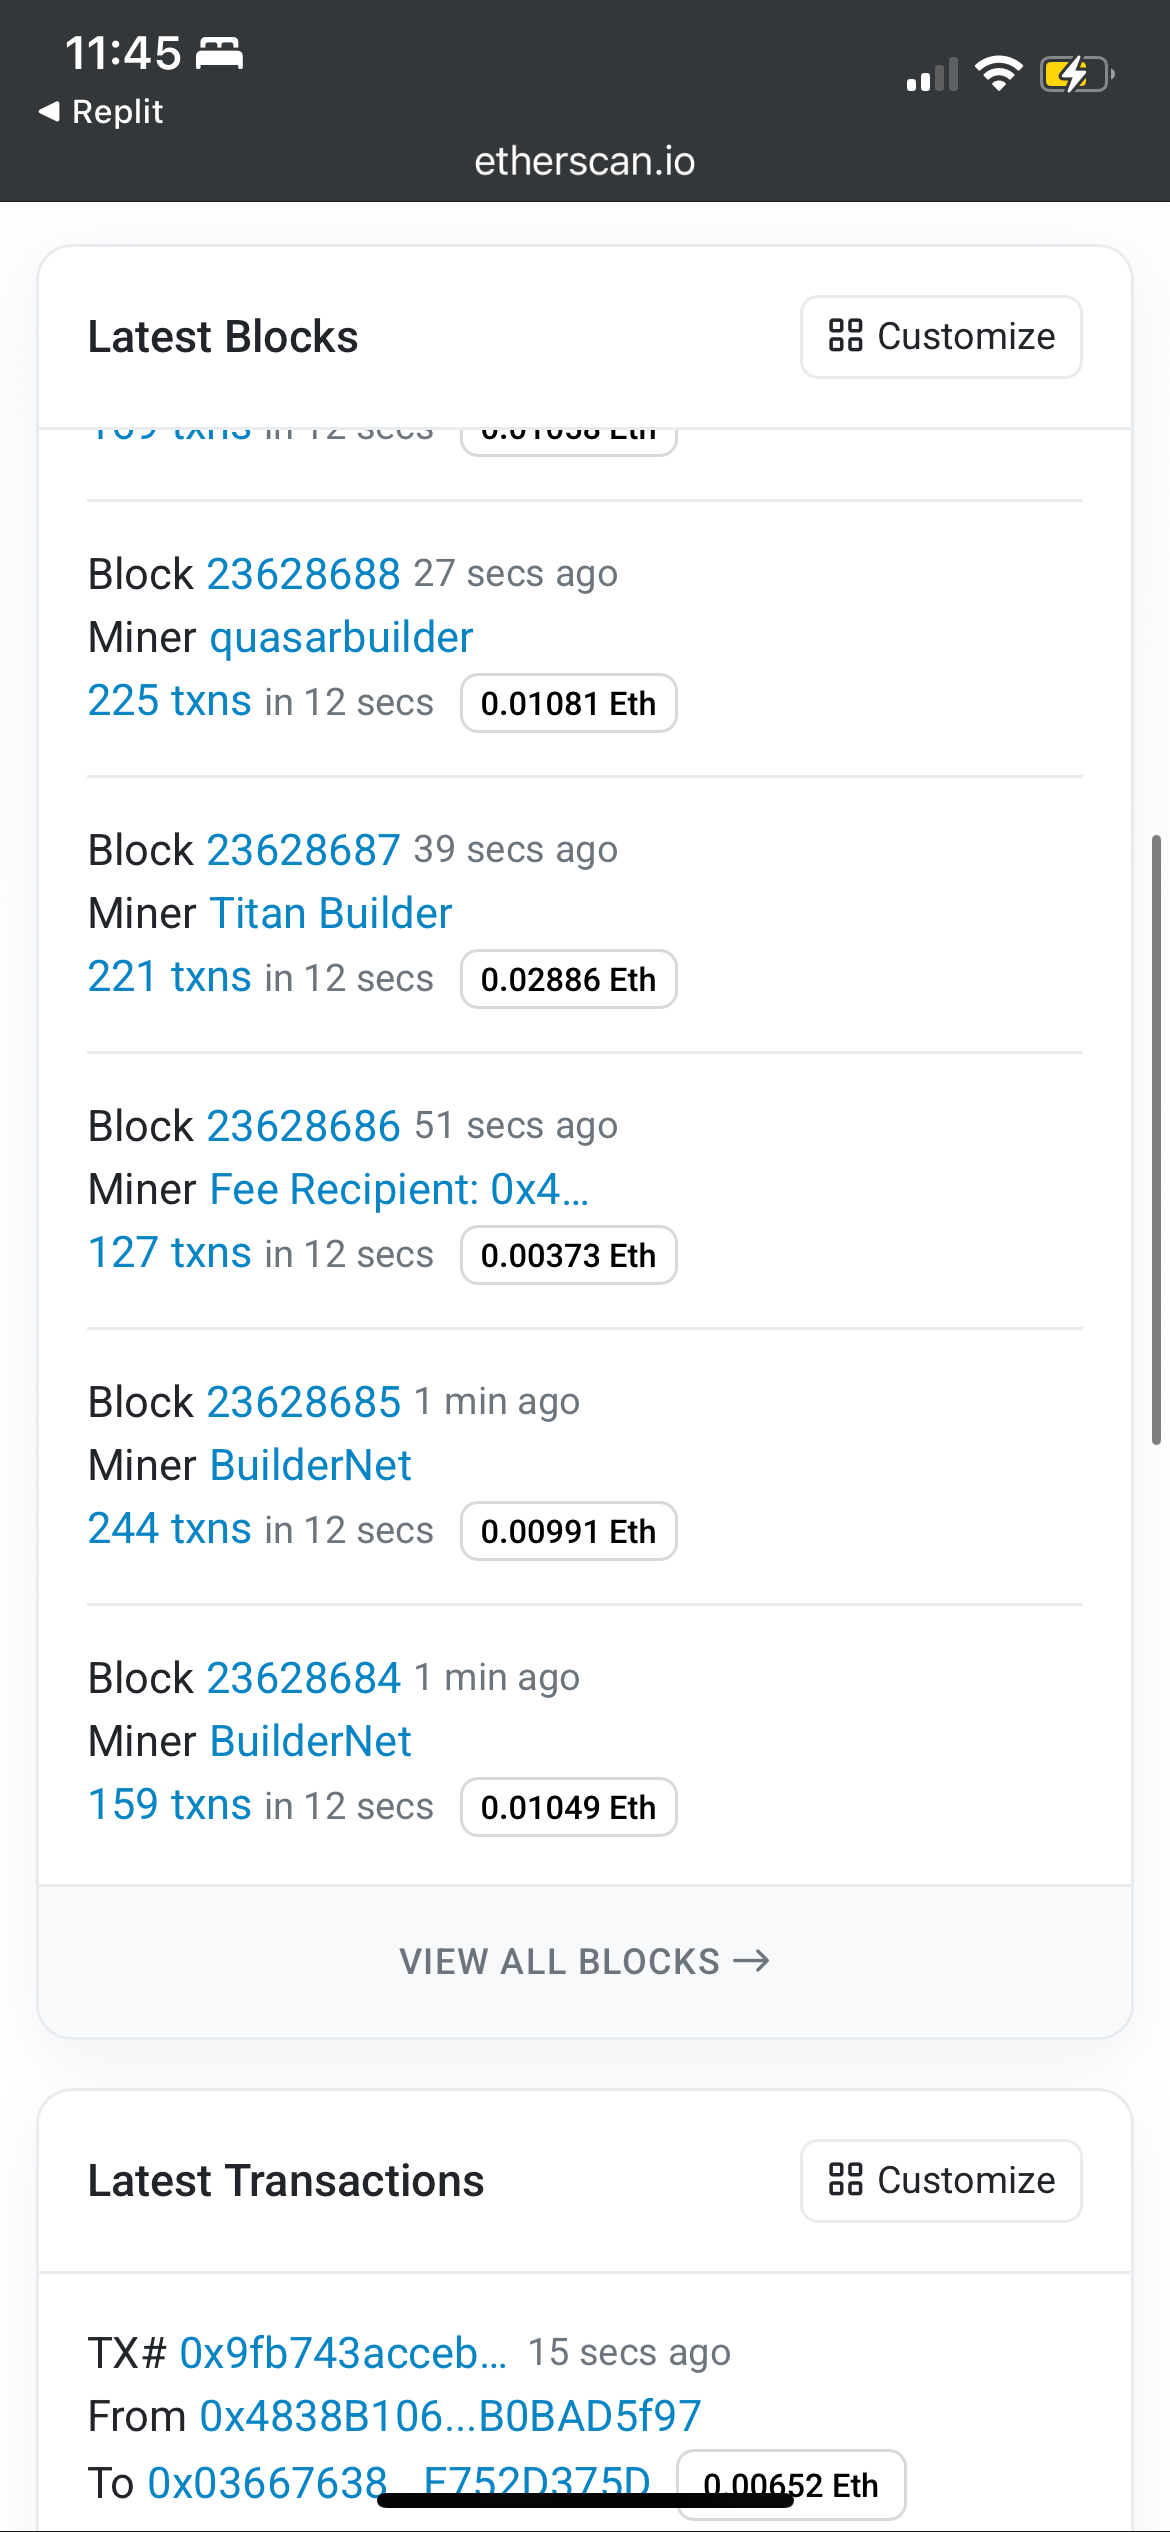 11:45
Replit
etherscan.io
Latest Blocks
Customize
txns in 12 secs Eth
Block 23628688 27 secs ago
Miner quasarbuilder
225 txns in 12 secs 0.01081 Eth
Block 23628687 39 secs ago
Miner Titan Builder
221 txns in 12 secs 0.02886 Eth
Block 23628686 51 secs ago
Miner Fee Recipient: 0x4...
127 txns in 12 secs 0.00373 Eth
Block 23628685 1 min ago
Miner BuilderNet
244 txns in 12 secs 0.00991 Eth
Block 23628684 1 min ago
Miner BuilderNet
159 txns in 12 secs 0.01049 Eth
VIEW ALL BLOCKS →
Latest Transactions
Customize
TX# 0x9fb743acceb... 15 secs ago
From 0x4838B106...B0BAD5f97
To 0x03667638...E752D375D 0.00652 Eth